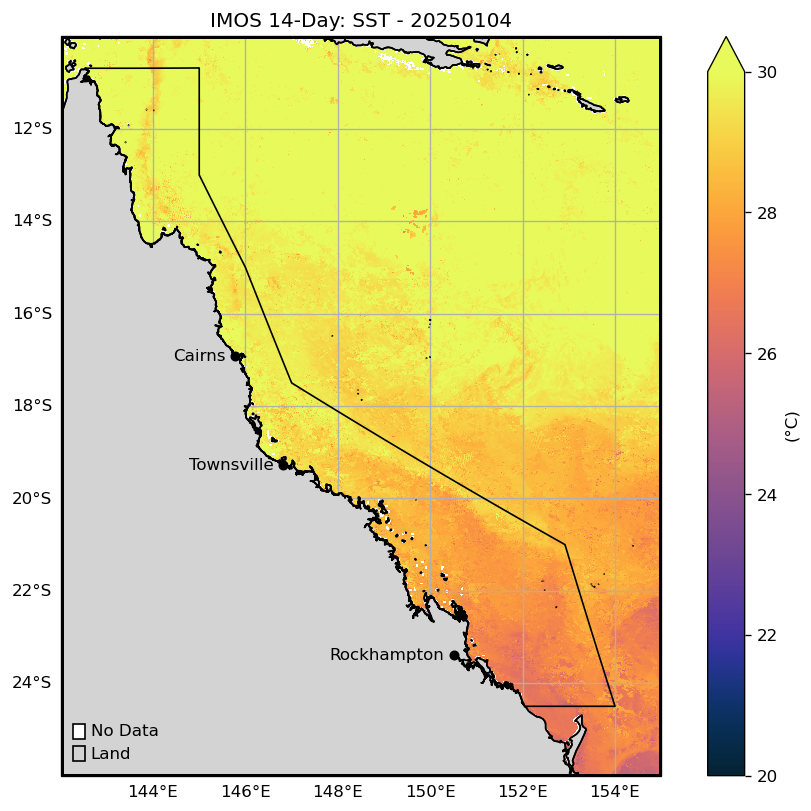 IMOS 14-Day: SST - 20250104
30
12°S
28
14°S
16°S
26
Cairns
18°S
(°C)
Townsville
24
20°S
22°S
22
Rockhampton
24°S
No Data
Land
20
144°E 146°E 148°E 150°E 152°E 154°E